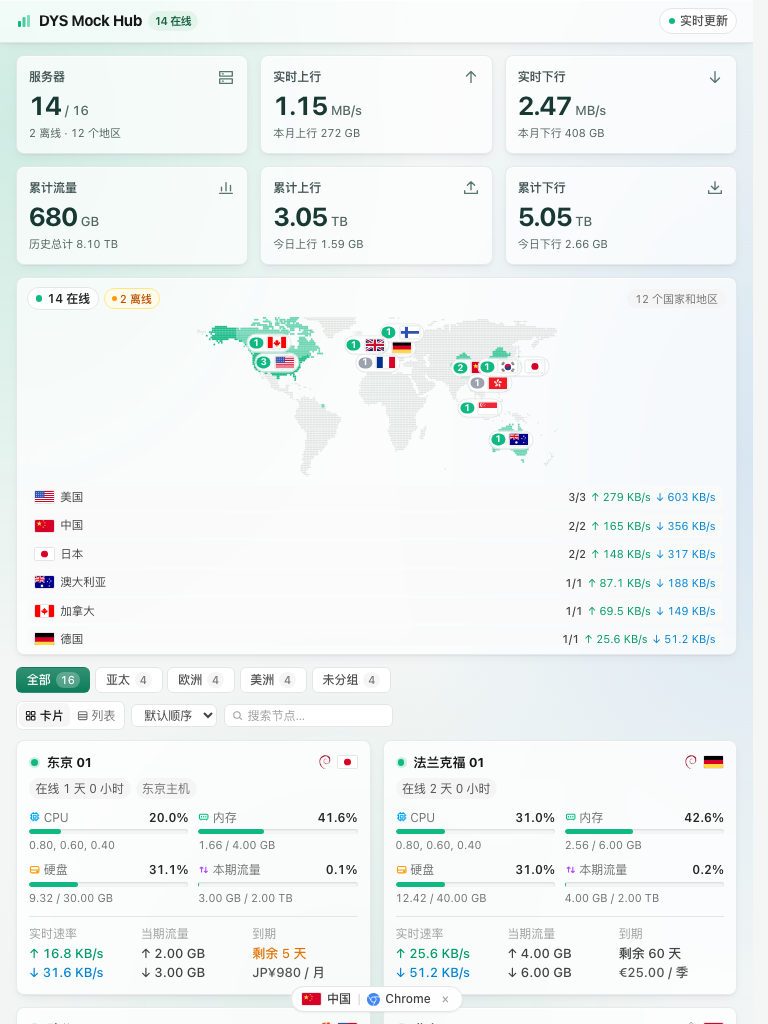 DYS Mock Hub 14 在线 实时更新
服务器 实时上行 实时下行
14 / 16 1.15 MB/s 2.47 MB/s
2 离线 · 12 个地区 本月上行 272 GB 本月下行 408 GB
累计流量 累计上行 累计下行
680 GB 3.05 TB 5.05 TB
历史总计 8.10 TB 今日上行 1.59 GB 今日下行 2.66 GB
14 在线 2 离线 12 个国家和地区
1
1 1
3 1 2 1
1
1
1
美国 3/3 ↑ 279 KB/s ↓ 603 KB/s
中国 2/2 ↑ 165 KB/s ↓ 356 KB/s
日本 2/2 ↑ 148 KB/s ↓ 317 KB/s
澳大利亚 1/1 ↑ 87.1 KB/s ↓ 188 KB/s
加拿大 1/1 ↑ 69.5 KB/s ↓ 149 KB/s
德国 1/1 ↑ 25.6 KB/s ↓ 51.2 KB/s
全部 16 亚太 4 欧洲 4 美洲 4 未分组 4
卡片 列表 默认顺序 搜索节点...
东京 01
在线 1 天 0 小时 东京主机
CPU 20.0% 内存 41.6%
0.80, 0.60, 0.40 1.66 / 4.00 GB
硬盘 31.1% 本期流量 0.1%
9.32 / 30.00 GB 3.00 GB / 2.00 TB
实时速率 当期流量 到期
↑ 16.8 KB/s ↑ 2.00 GB 剩余 5 天
↓ 31.6 KB/s ↓ 3.00 GB JP¥980 / 月
法兰克福 01
在线 2 天 0 小时
CPU 31.0% 内存 42.6%
0.80, 0.60, 0.40 2.56 / 6.00 GB
硬盘 31.0% 本期流量 0.2%
12.42 / 40.00 GB 4.00 GB / 2.00 TB
实时速率 当期流量 到期
↑ 25.6 KB/s ↑ 4.00 GB 剩余 60 天
↓ 51.2 KB/s ↓ 6.00 GB €25.00 / 季
中国 Chrome ×